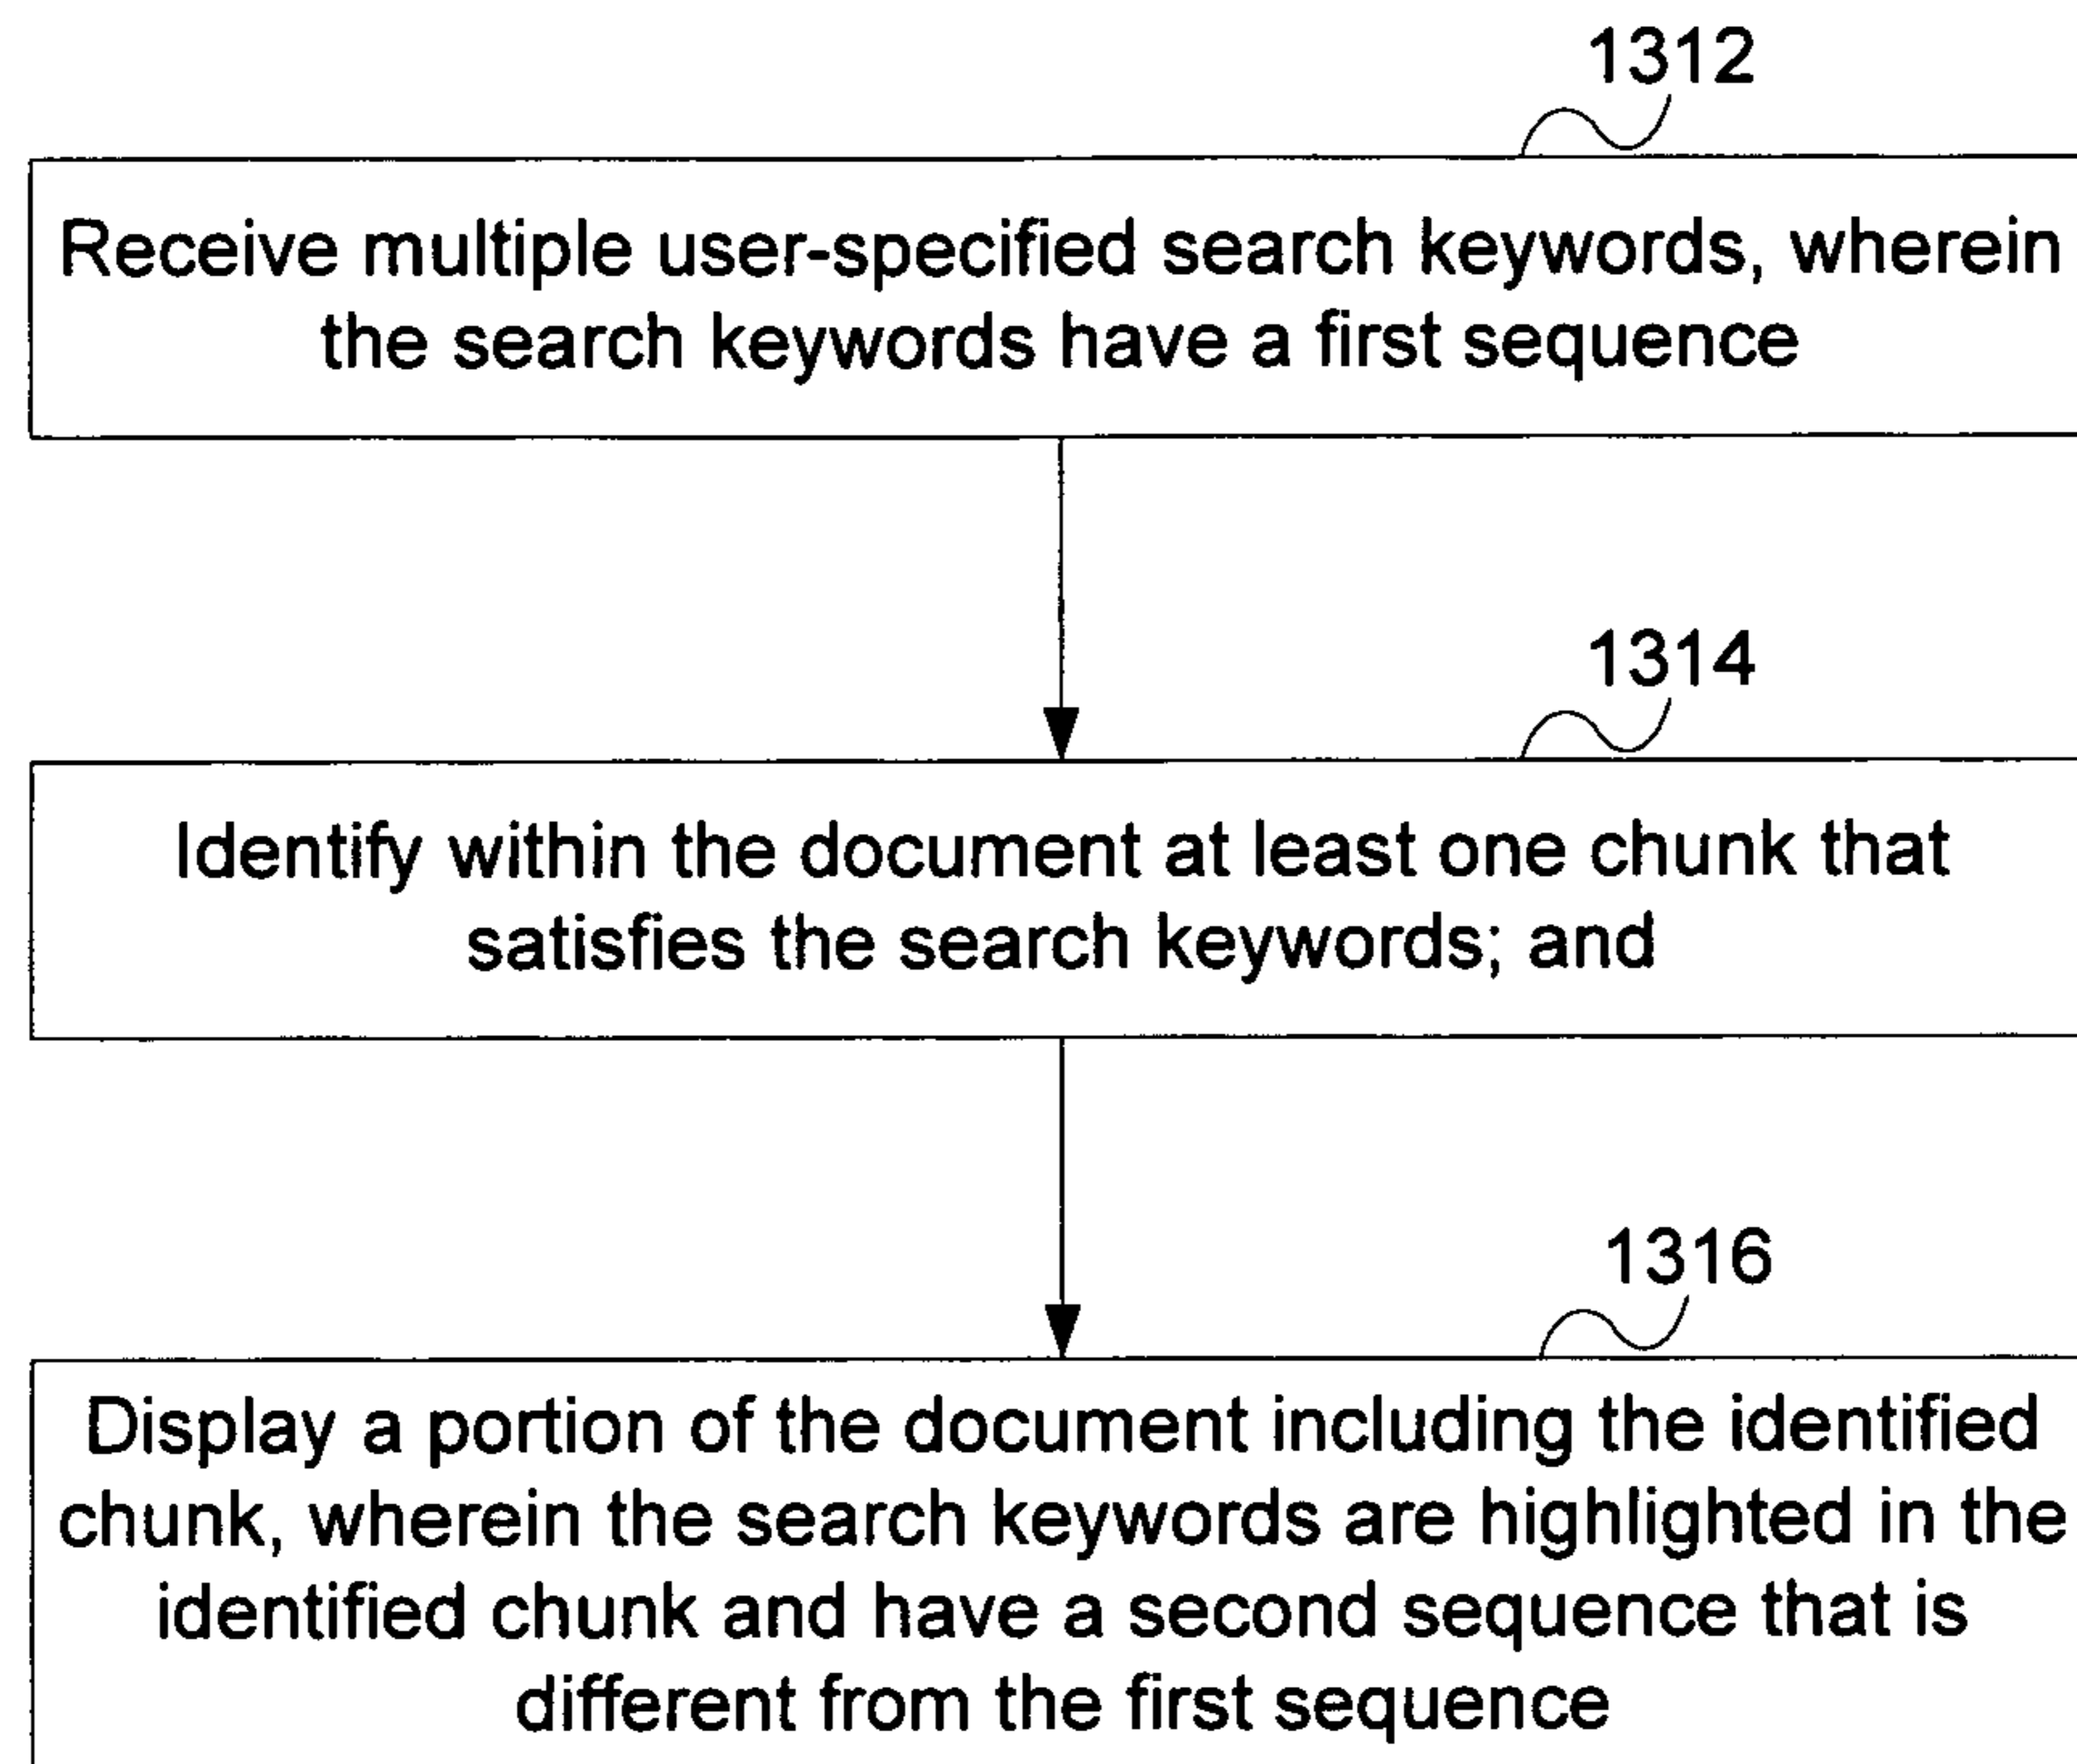 1312
Receive multiple user-specified search keywords, wherein
the search keywords have a first sequence
1314
Identify within the document at least one chunk that
satisfies the search keywords; and
1316
Display a portion of the document including the identified
chunk, wherein the search keywords are highlighted in the
identified chunk and have a second sequence that is
different from the first sequence